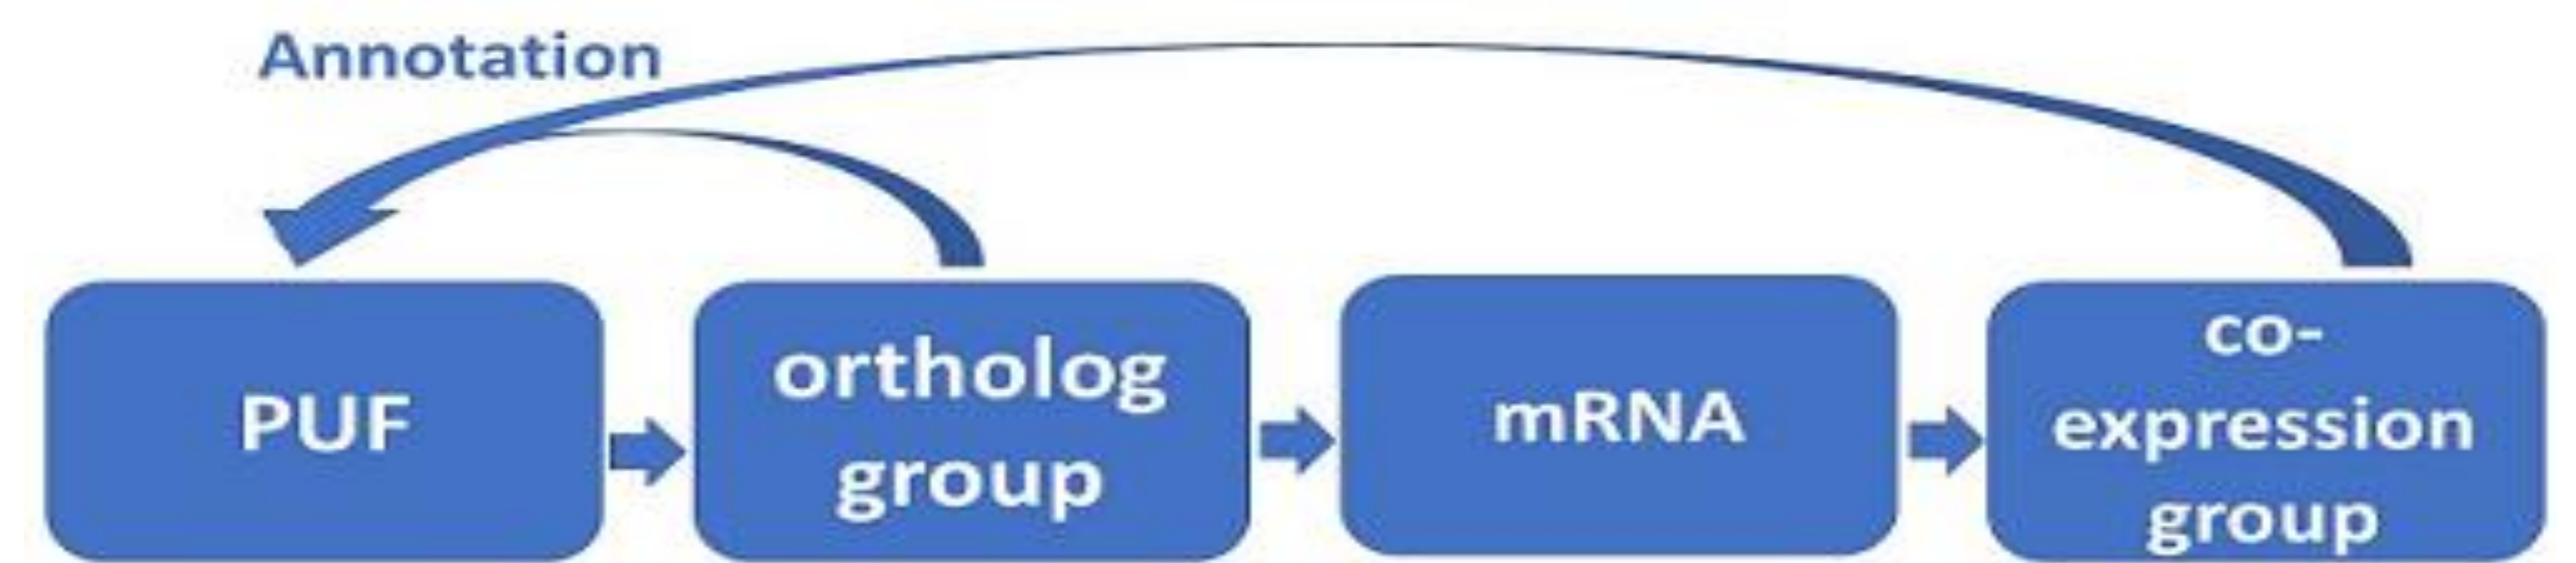 Annotation
PUF
ortholog
group
mRNA
co-
expression
group